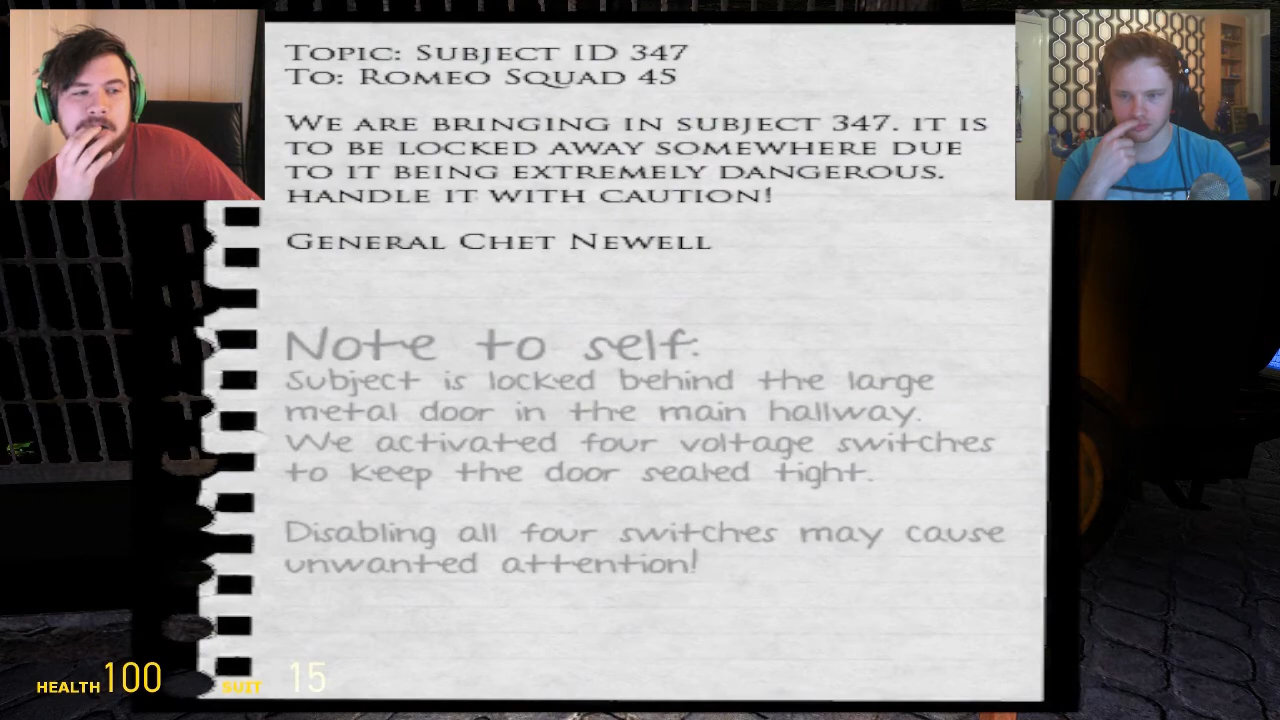 Topic: Subject ID 347
To: Romeo Squad 45
We are bringing in subject 347. it is
to be locked away somewhere due
to it being extremely dangerous.
Handle it with caution!
General Chet Newell
Note to self:
Subject is locked behind the large
metal door in the main hallway.
We activated four voltage switches
to keep the door sealed tight.
Disabling all four switches may cause
unwanted attention!
HEALTH 100
SUIT 15